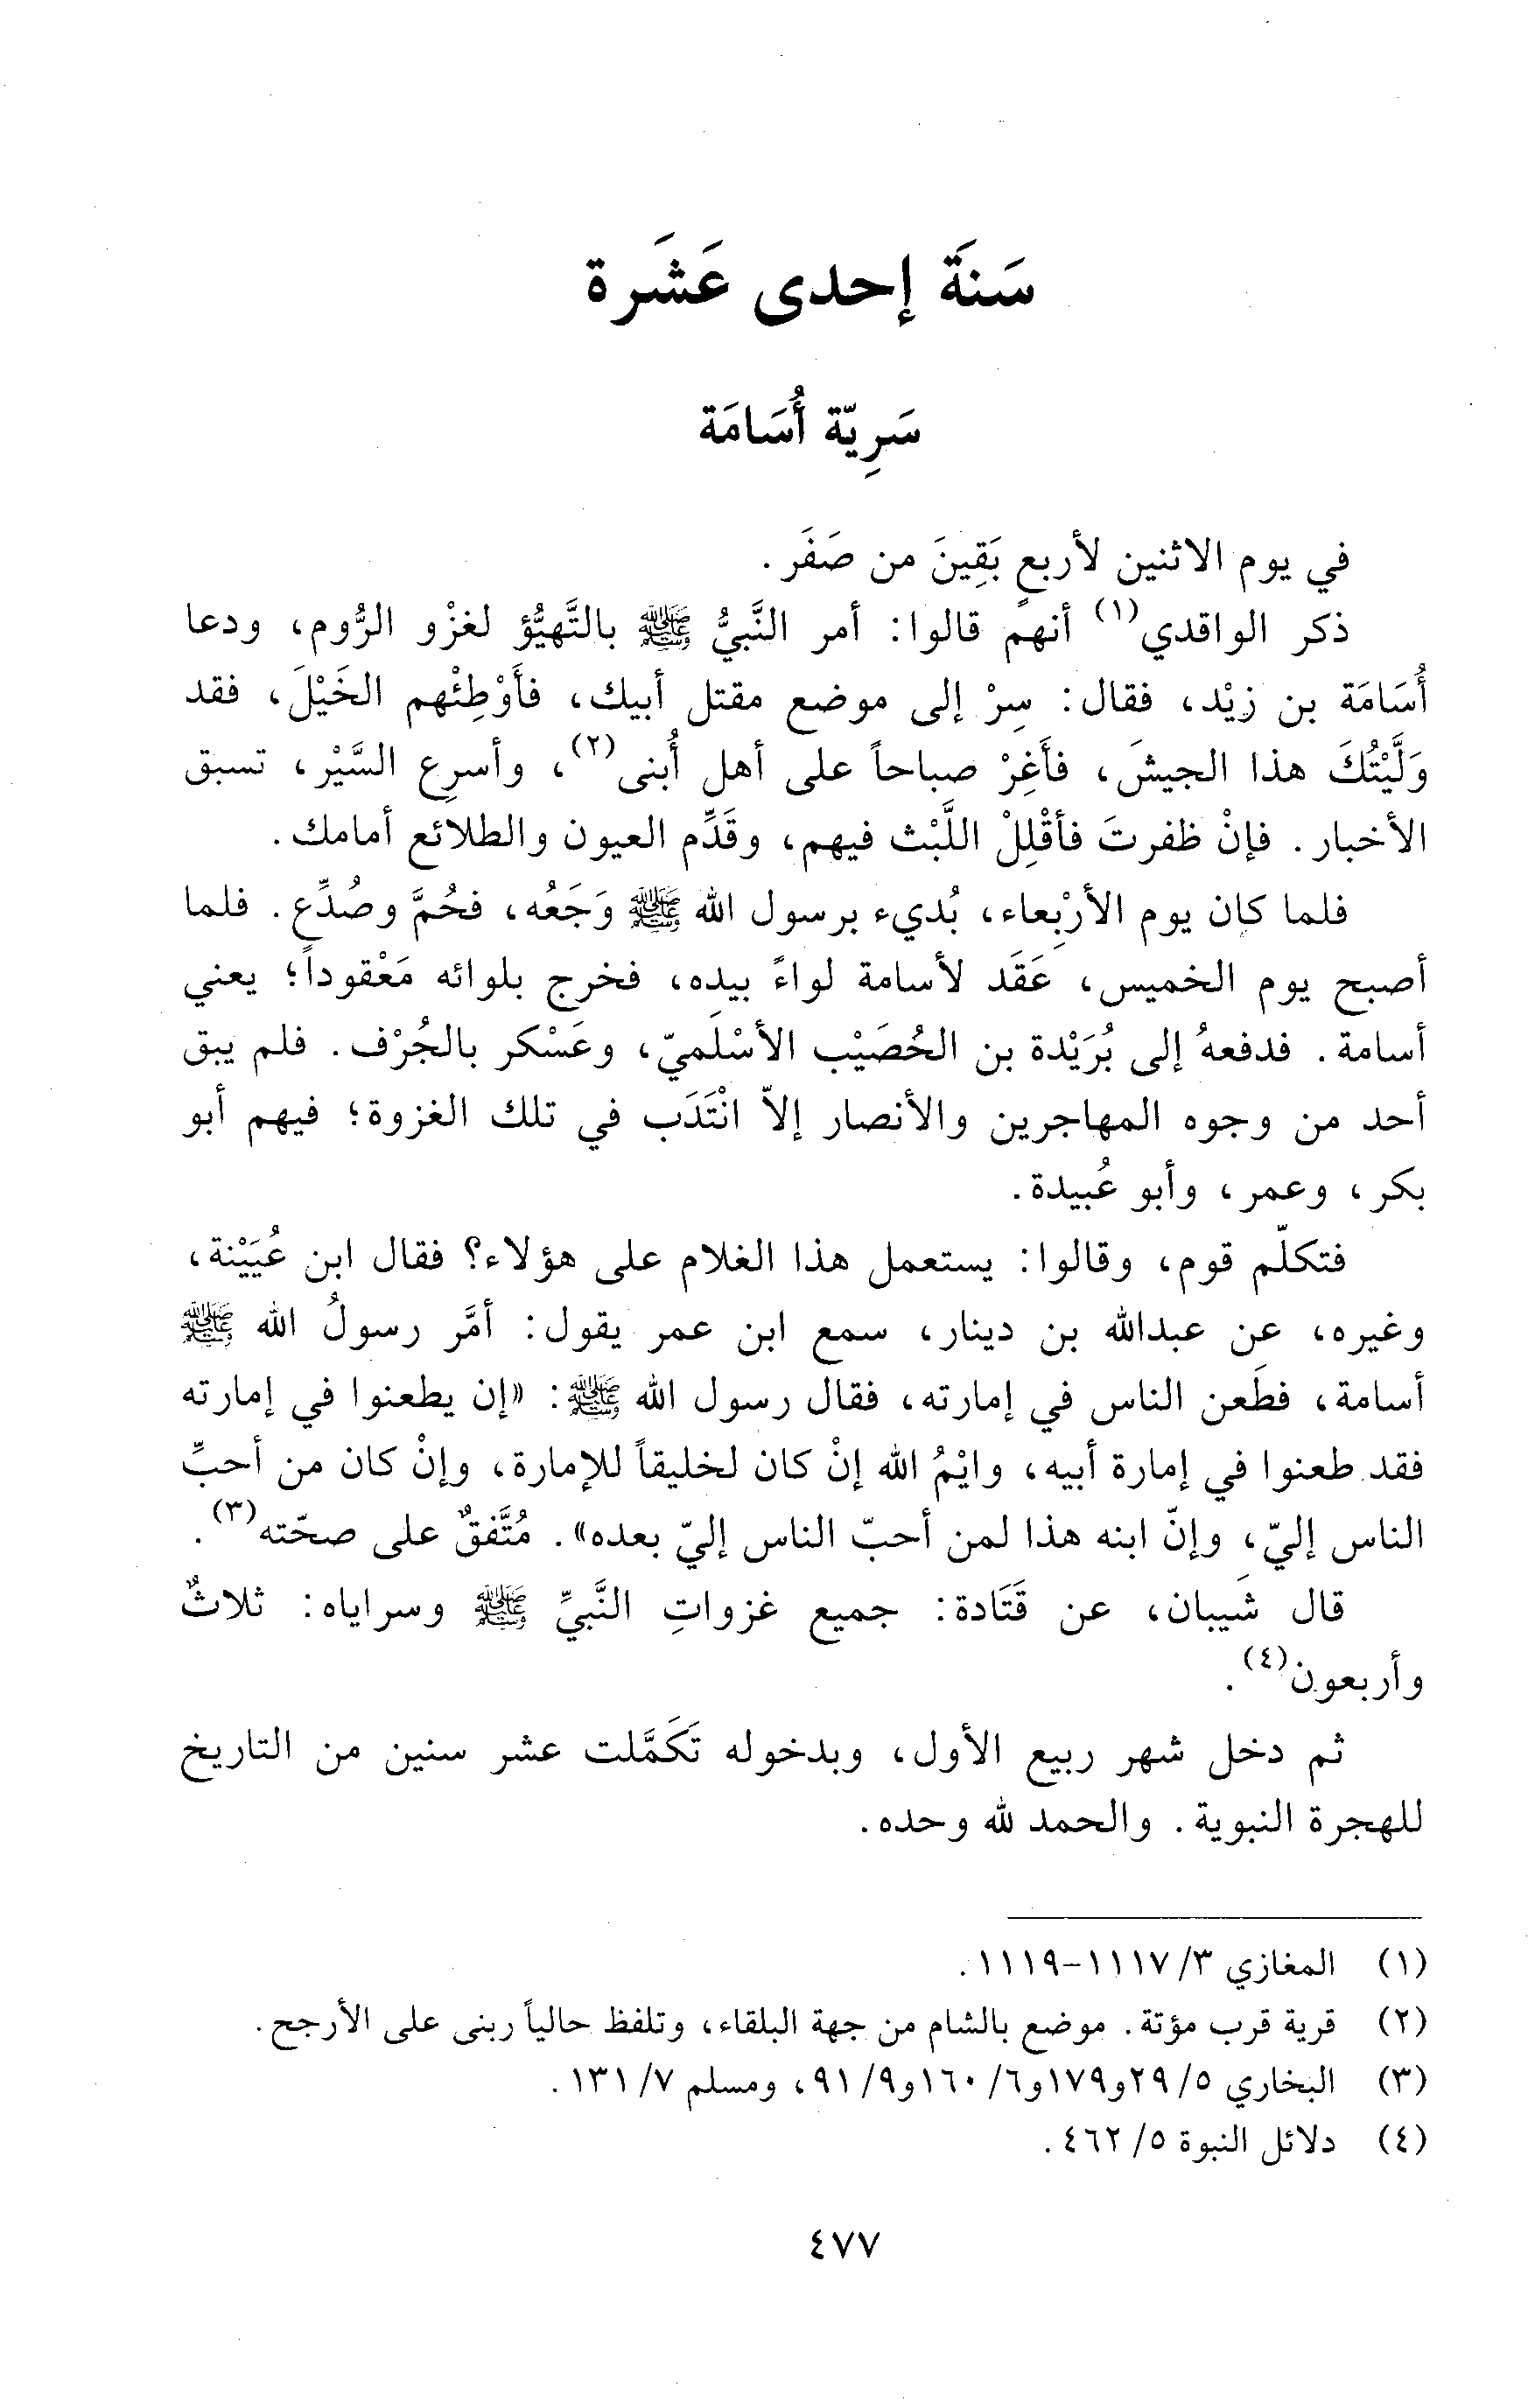 سَنَة إحدى عَشَرة
سَرِيّة أُسَامَة
في يوم الاثنين لأربعٍ بَقِينَ من صَفَر.
ذكر الواقدي(١) أنهم قالوا: أمر النَّبيُّ ﷺ بالتَّهيُّؤ لغزْو الرُّوم، ودعا
أُسَامَة بن زيْد، فقال: سِرْ إلى موضع مقتل أبيك، فأَوْطِئْهم الخَيْلَ، فقد
وَلَّيْتُكَ هذا الجيشَ، فأَغِرْ صباحاً على أهل أُبنى(٢)، وأسرِع السَّيْر، تسبق
الأخبار. فإنْ ظفرتَ فأقْلِلْ اللَّبْث فيهم، وقَدِّم العيون والطلائع أمامك.
فلما كان يوم الأرْبِعاء، بُديء برسول الله ﷺ وَجَعُه، فحُمَّ وصُدِّع. فلما
أصبح يوم الخميس، عَقَد لأسامة لواءً بيدِه، فخرج بلوائه مَعْقوداً؛ يعني
أسامة. فدفعهُ إلى بُرَيْدة بن الحُصَيْب الأسْلَميّ، وعَسْكر بالجُرْف. فلم يبق
أحد من وجوه المهاجرين والأنصار إلاّ انْتَدَب في تلك الغزوة؛ فيهم أبو
بكر، وعمر، وأبو عُبيدة.
فتكلّم قوم، وقالوا: يستعمل هذا الغلام على هؤلاء؟ فقال ابن عُيَيْنة،
وغيره، عن عبدالله بن دينار، سمع ابن عمر يقول: أمَّر رسولُ الله ﷺ
أسامة، فطَعن الناس في إمارته، فقال رسول الله ﷺ: «إن يطعنوا في إمارته
فقد طعنوا في إمارة أبيه، وايْمُ الله إنْ كان لخليقاً للإمارة، وإنْ كان من أحبِّ
الناس إليّ، وإنّ ابنه هذا لمن أحبّ الناس إليّ بعده». مُتَّفقٌ على صحّته(٣).
قال شَيبان، عن قَتَادة: جميع غزواتِ النَّبيِّ ﷺ وسراياه: ثلاثٌ
وأربعون(٤).
ثم دخل شهر ربيع الأول، وبدخوله تَكَمَّلت عشر سنين من التاريخ
للهجرة النبوية. والحمد لله وحده.
(١) المغازي ٣/ ١١١٧-١١١٩.
(٢) قرية قرب مؤتة. موضع بالشام من جهة البلقاء، وتلفظ حالياً ربنى على الأرجح.
(٣) البخاري ٥/ ٢٩و١٧٩و٦/ ١٦٠و٩/ ٩١، ومسلم ٧/ ١٣١.
(٤) دلائل النبوة ٥/ ٤٦٢.
٤٧٧